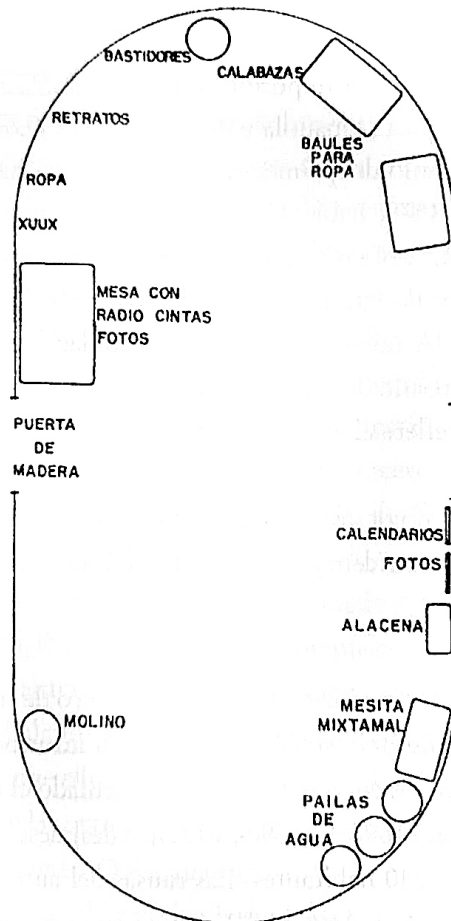 BASTIDORES
CALABAZAS
RETRATOS
BAULES
PARA
ROPA
ROPA
XUUX
MESA CON
RADIO CINTAS
FOTOS
PUERTA
DE
MADERA
CALENDARIOS
FOTOS
ALACENA
MESITA
MIXTAMAL
MOLINO
PAILAS
DE
AGUA